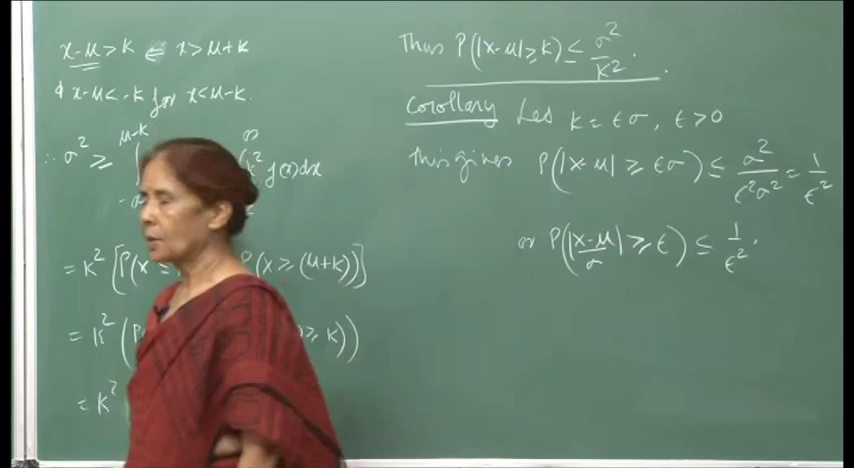 x-μ > K ⇐ x > μ+k
& x-μ < -k for x < μ-k.
∴ σ² ≥ ∫ μ-k -∞ ∞ k² f(x)dx
= K² [P(X P(X ≥ (μ+k))]
= K² (P ≥ k))
= K²
Thus P(|X-μ| ≥ k) ≤ σ²/K².
Corollary Let K = εσ, ε > 0
This gives P(|X-μ| ≥ εσ) ≤ σ²/ε²σ² = 1/ε²
or P(|X-μ/σ| ≥ ε) ≤ 1/ε².